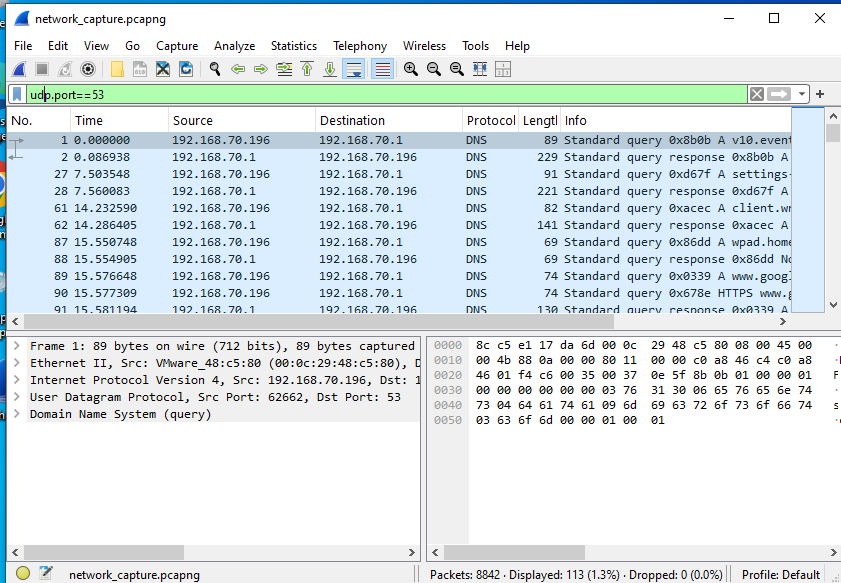 network_capture.pcapng
File Edit View Go Capture Analyze Statistics Telephony Wireless Tools Help
udp.port==53
No. Time Source Destination Protocol Lengtl Info
1 0.000000 192.168.70.196 192.168.70.1 DNS 89 Standard query 0x8b0b A v10.event
2 0.086938 192.168.70.1 192.168.70.196 DNS 229 Standard query response 0x8b0b A
27 7.503548 192.168.70.196 192.168.70.1 DNS 91 Standard query 0xd67f A settings-
28 7.560083 192.168.70.1 192.168.70.196 DNS 221 Standard query response 0xd67f A
61 14.232590 192.168.70.196 192.168.70.1 DNS 82 Standard query 0xacec A client.wn
62 14.286405 192.168.70.1 192.168.70.196 DNS 141 Standard query response 0xacec A
87 15.550748 192.168.70.196 192.168.70.1 DNS 69 Standard query 0x86dd A wpad.home
88 15.554905 192.168.70.1 192.168.70.196 DNS 69 Standard query response 0x86dd No
89 15.576648 192.168.70.196 192.168.70.1 DNS 74 Standard query 0x0339 A www.googl
90 15.577309 192.168.70.196 192.168.70.1 DNS 74 Standard query 0x678e HTTPS www.g
91 15.581194 192.168.70.1 192.168.70.196 DNS 130 Standard query response 0x0339 A
Frame 1: 89 bytes on wire (712 bits), 89 bytes captured
Ethernet II, Src: VMware_48:c5:80 (00:0c:29:48:c5:80), D
Internet Protocol Version 4, Src: 192.168.70.196, Dst: 1
User Datagram Protocol, Src Port: 62662, Dst Port: 53
Domain Name System (query)
0000 8c c5 e1 17 da 6d 00 0c 29 48 c5 80 08 00 45 00
0010 00 4b 88 0a 00 00 80 11 00 00 c0 a8 46 c4 c0 a8
0020 46 01 f4 c6 00 35 00 37 0e 5f 8b 0b 01 00 00 01 F
0030 00 00 00 00 00 00 03 76 31 30 06 65 76 65 6e 74
0040 73 04 64 61 74 61 09 6d 69 63 72 6f 73 6f 66 74 s
0050 03 63 6f 6d 00 00 01 00 01
network_capture.pcapng
Packets: 8842 · Displayed: 113 (1.3%) · Dropped: 0 (0.0%)
Profile: Default